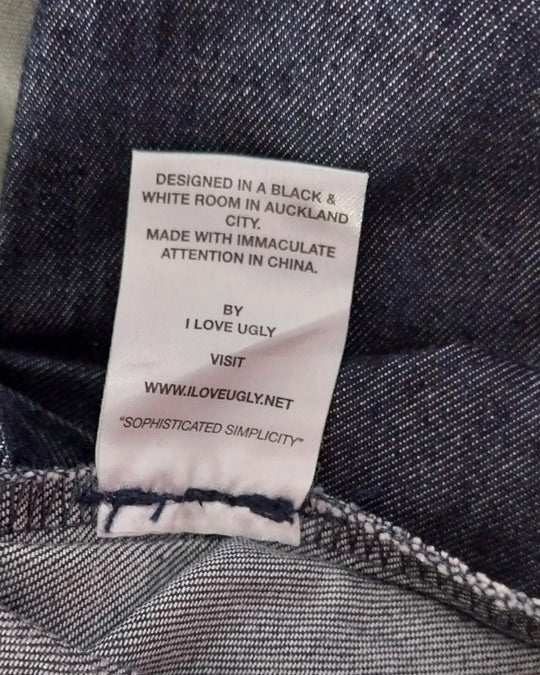 DESIGNED IN A BLACK &
WHITE ROOM IN AUCKLAND
CITY.
MADE WITH IMMACULATE
ATTENTION IN CHINA.
BY
I LOVE UGLY
VISIT
WWW.ILOVEUGLY.NET
"SOPHISTICATED SIMPLICITY"